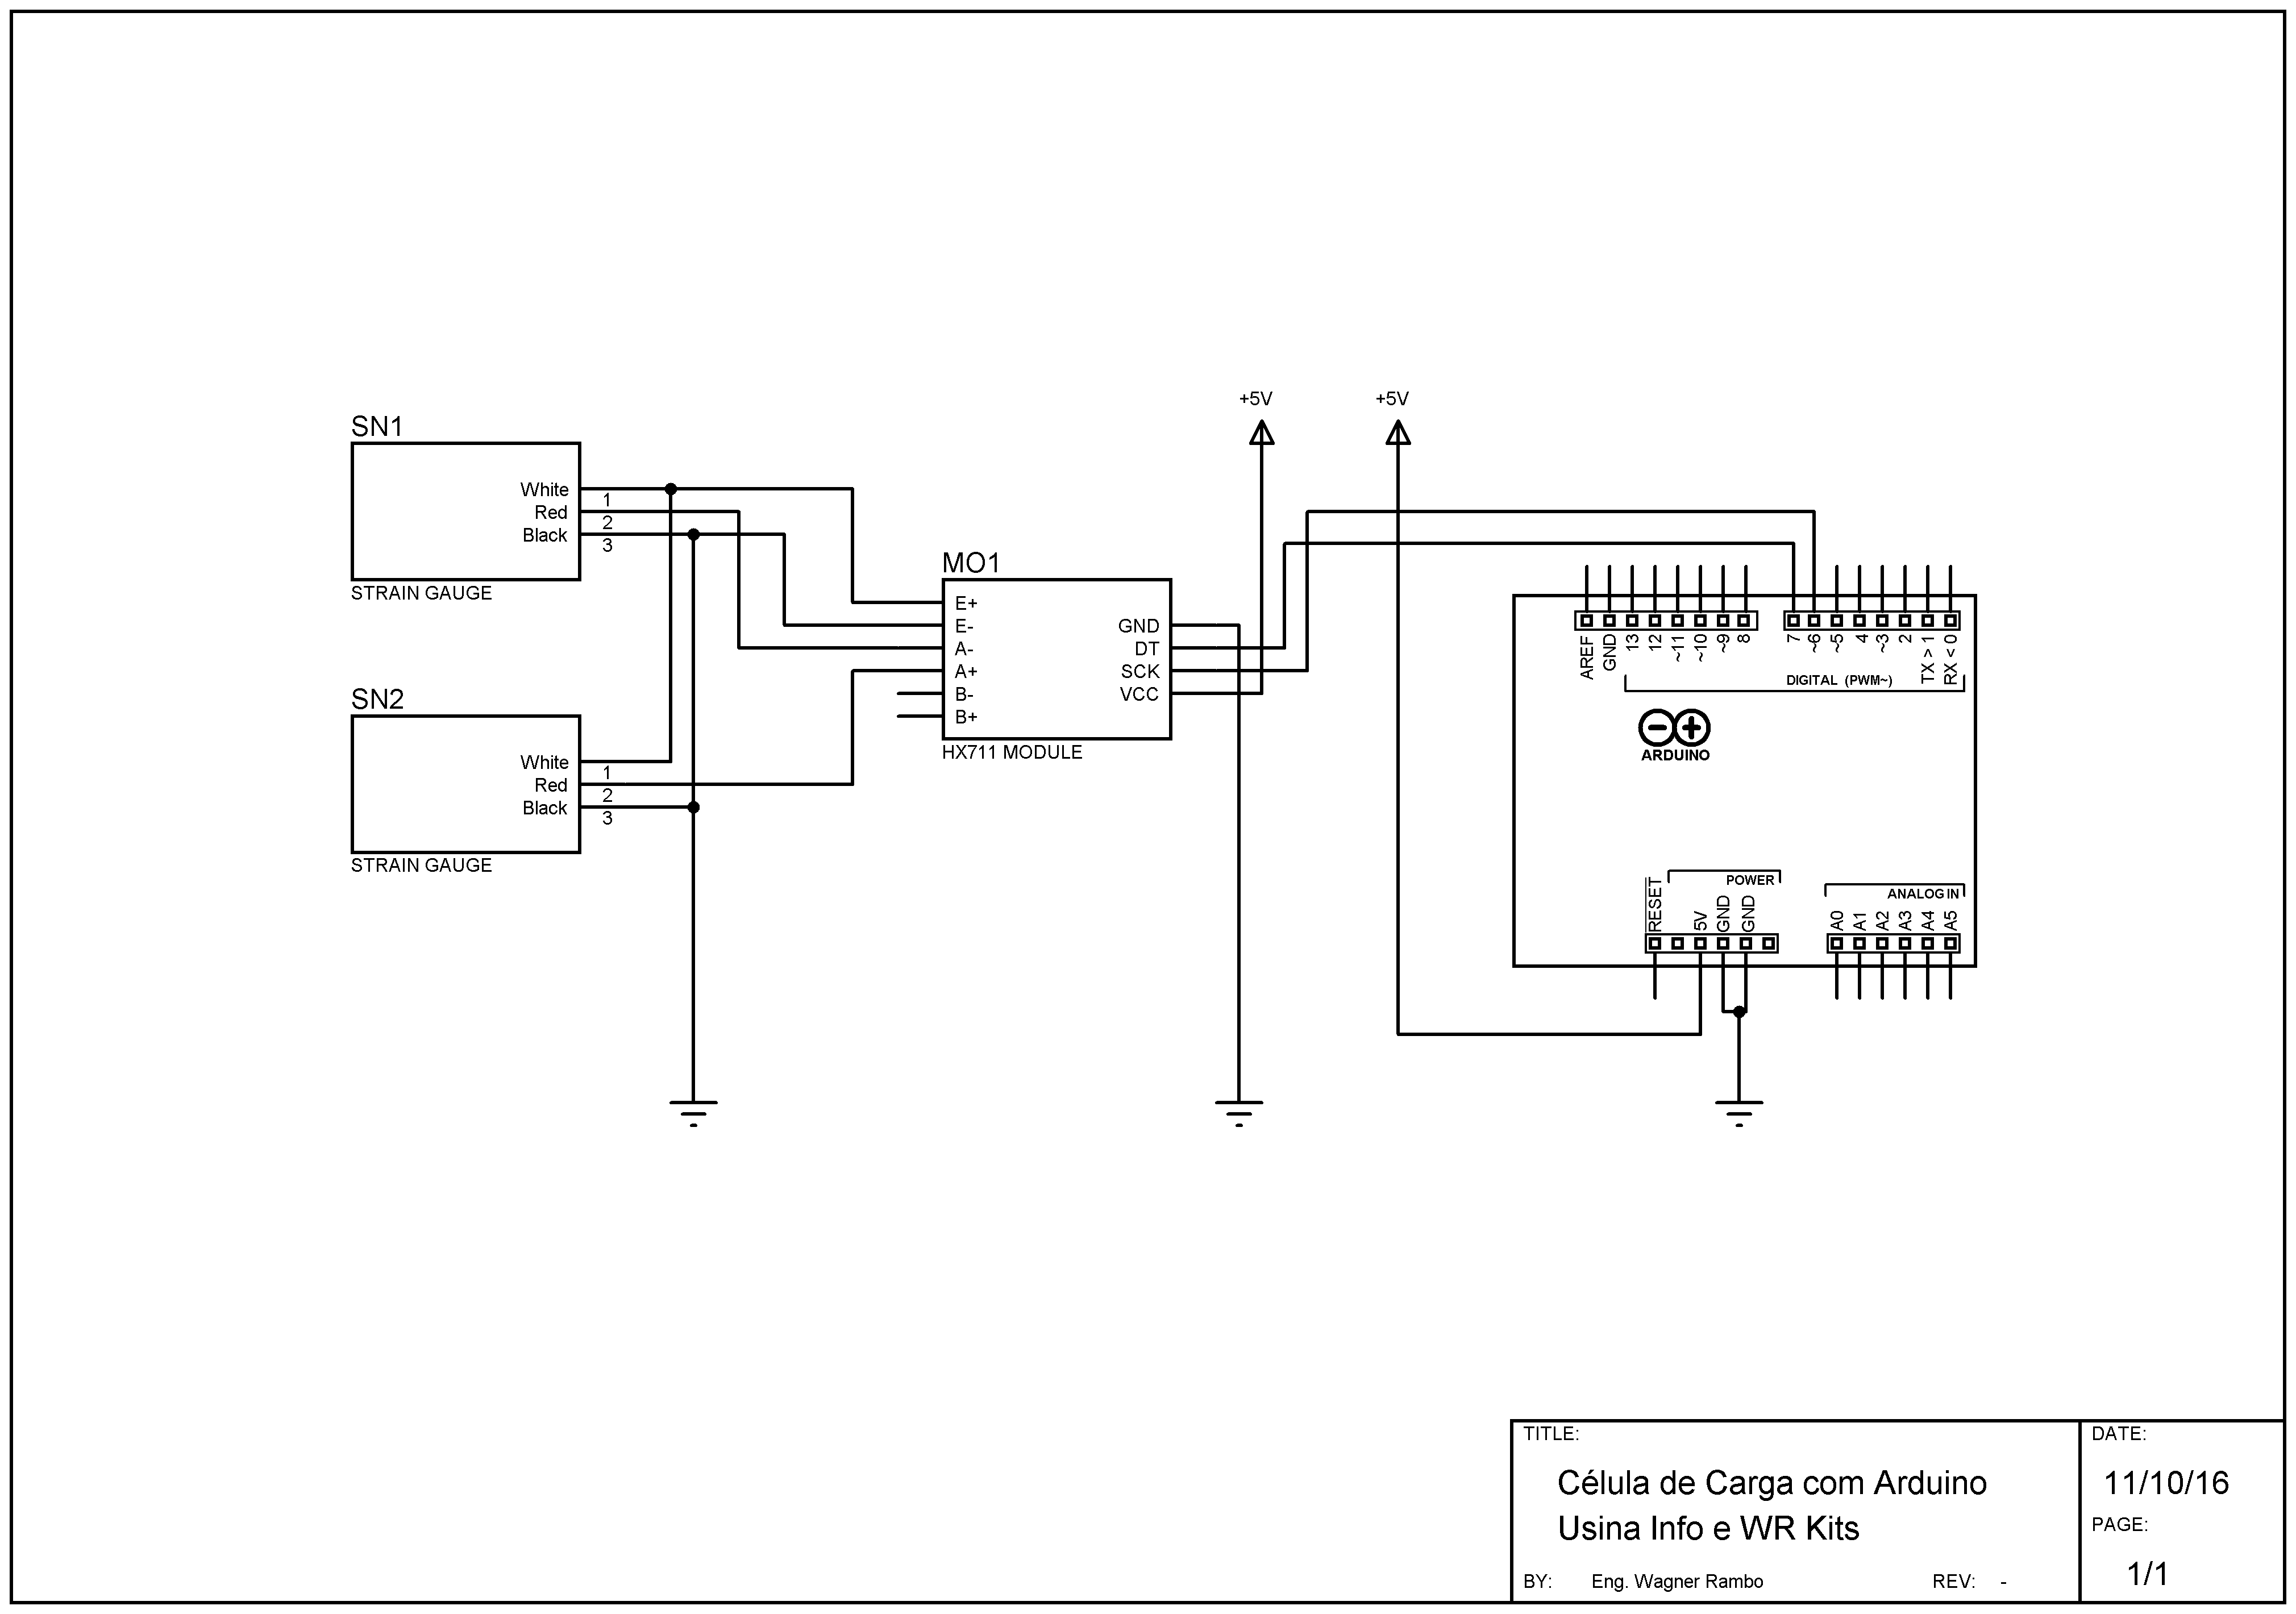 SN1
White
1
Red
2
Black
3
STRAIN GAUGE
SN2
White
1
Red
2
Black
3
STRAIN GAUGE
MO1
E+
E-
A-
A+
B-
B+
GND
DT
SCK
VCC
HX711 MODULE
+5V
+5V
AREF
GND
13
12
~11
~10
~9
8
7
~6
~5
4
~3
2
TX > 1
RX < 0
DIGITAL (PWM~)
ARDUINO
RESET
POWER
5V
GND
GND
ANALOG IN
A0
A1
A2
A3
A4
A5
TITLE:
Célula de Carga com Arduino
Usina Info e WR Kits
BY: Eng. Wagner Rambo REV: -
DATE:
11/10/16
PAGE:
1/1